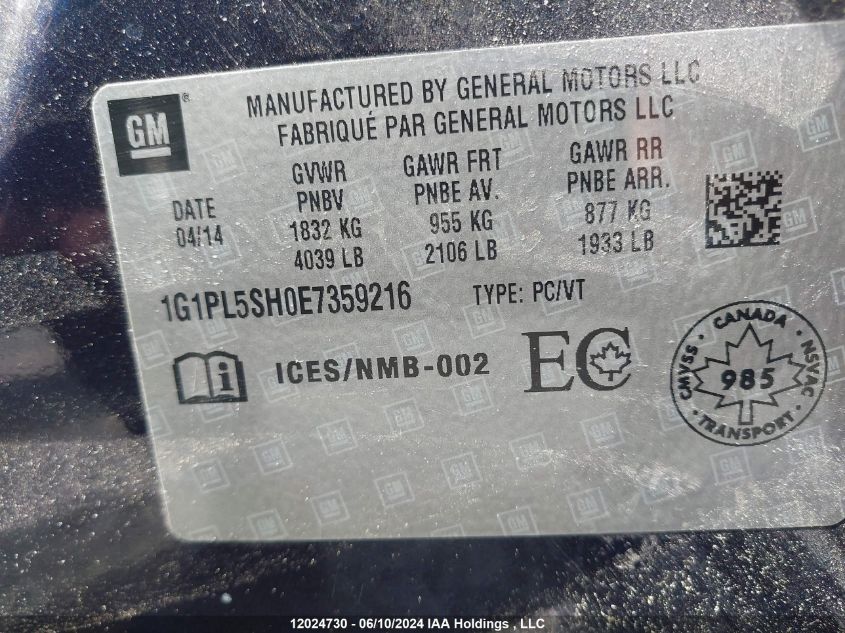 GM ®
MANUFACTURED BY GENERAL MOTORS LLC
FABRIQUÉ PAR GENERAL MOTORS LLC
DATE
04/14
GVWR
PNBV
1832 KG
4039 LB
GAWR FRT
PNBE AV.
955 KG
2106 LB
GAWR RR
PNBE ARR.
877 KG
1933 LB
1G1PL5SH0E7359216 TYPE: PC/VT
i ICES/NMB-002 EC
CANADA
CMVSS 985 NSVAC
TRANSPORT
12024730 - 06/10/2024 IAA Holdings, LLC/